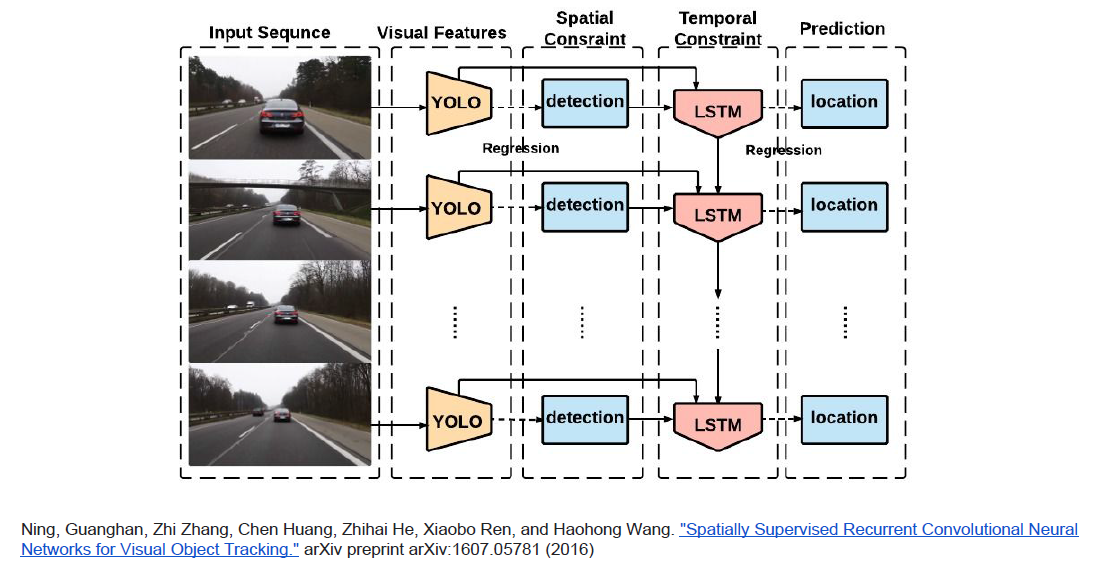 Input Sequnce
Visual Features
Spatial
Consraint
Temporal
Constraint
Prediction
YOLO
detection
LSTM
location
Regression
Regression
YOLO
detection
LSTM
location
YOLO
detection
LSTM
location
Ning, Guanghan, Zhi Zhang, Chen Huang, Zhihai He, Xiaobo Ren, and Haohong Wang. "Spatially Supervised Recurrent Convolutional Neural
Networks for Visual Object Tracking." arXiv preprint arXiv:1607.05781 (2016)